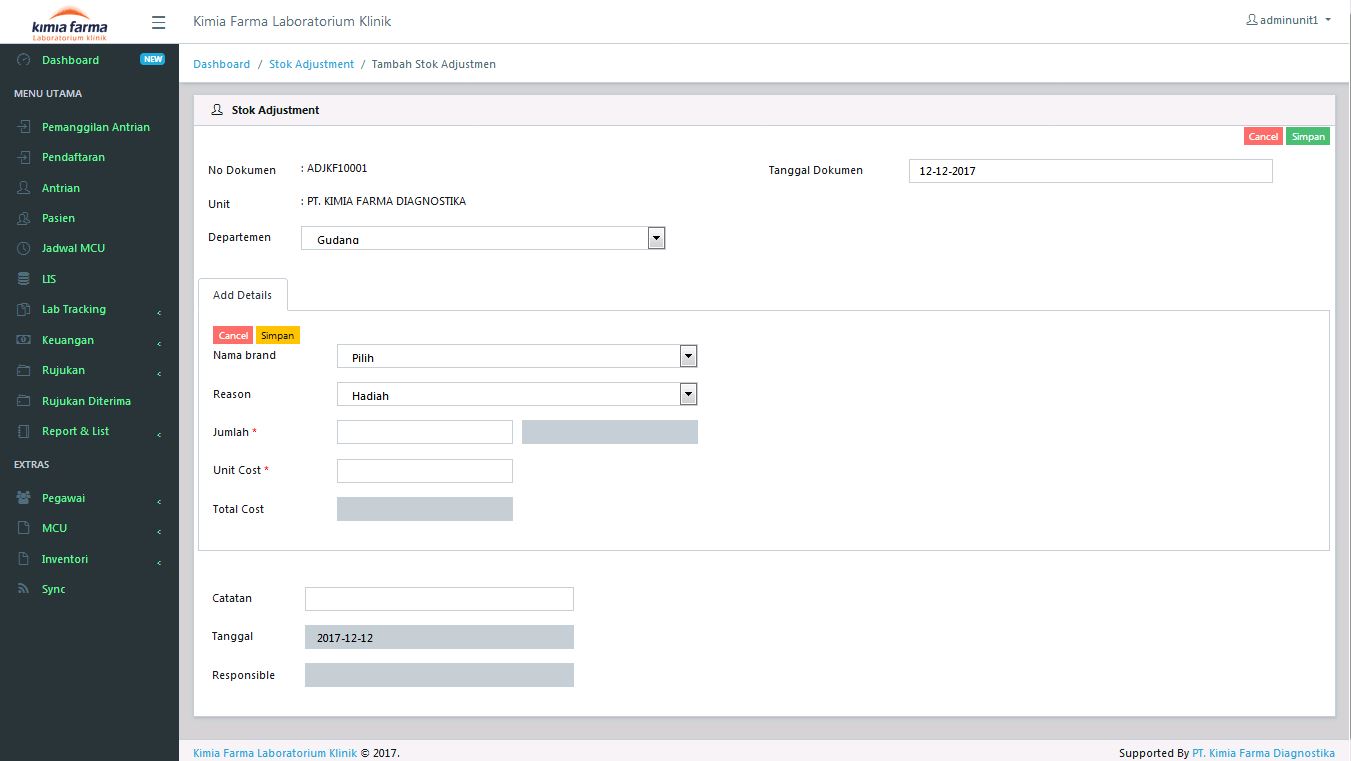 kimia farma
Laboratorium klinik
Kimia Farma Laboratorium Klinik
adminunit1
Dashboard NEW
MENU UTAMA
Pemanggilan Antrian
Pendaftaran
Antrian
Pasien
Jadwal MCU
LIS
Lab Tracking
Keuangan
Rujukan
Rujukan Diterima
Report & List
EXTRAS
Pegawai
MCU
Inventori
Sync
Dashboard / Stok Adjustment / Tambah Stok Adjustmen
Stok Adjustment
Cancel Simpan
No Dokumen : ADJKF10001 Tanggal Dokumen 12-12-2017
Unit : PT. KIMIA FARMA DIAGNOSTIKA
Departemen Gudang
Add Details
Cancel Simpan
Nama brand Pilih
Reason Hadiah
Jumlah *
Unit Cost *
Total Cost
Catatan
Tanggal 2017-12-12
Responsible
Kimia Farma Laboratorium Klinik © 2017. Supported By PT. Kimia Farma Diagnostika